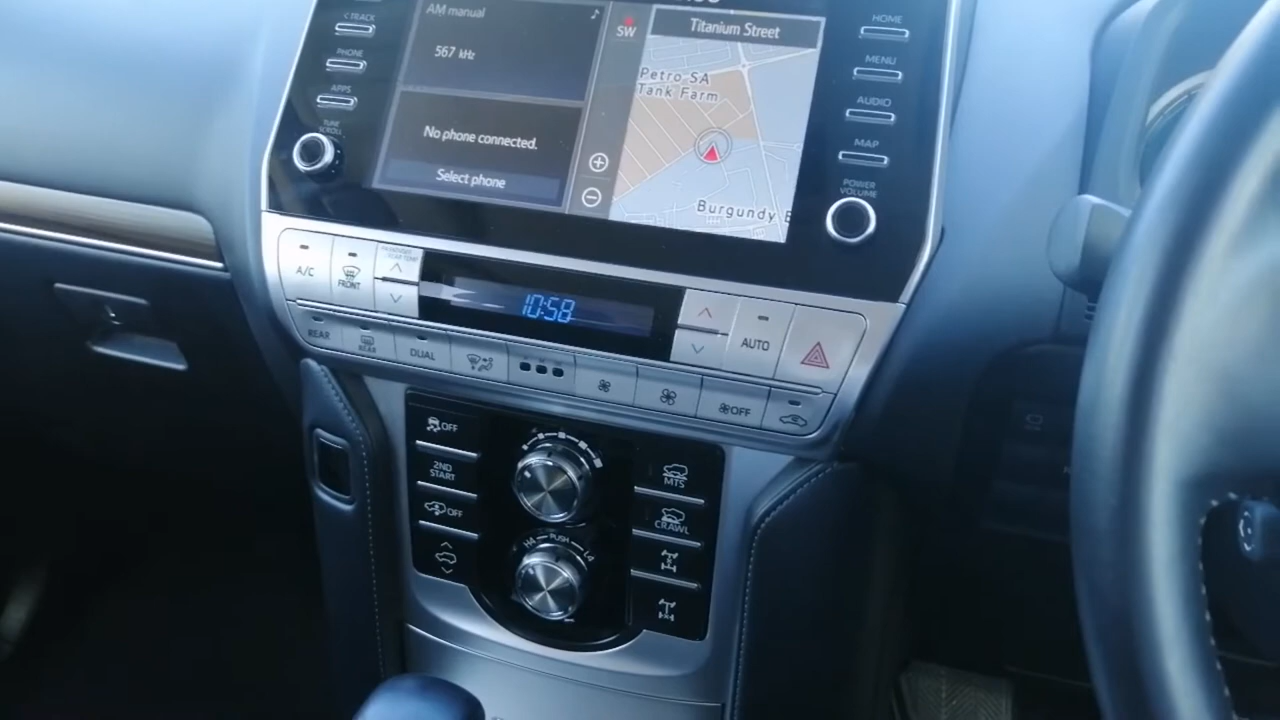 AM manual
567 kHz
No phone connected.
Select phone
SW
Titanium Street
Petro SA
Tank Farm
Burgundy E
< TRACK
PHONE
APPS
TUNE
SCROLL
HOME
MENU
AUDIO
MAP
POWER
VOLUME
A/C
FRONT
10:58
AUTO
REAR
REAR
DUAL
OFF
OFF
2ND
START
OFF
MTS
CRAWL
H4 PUSH L4